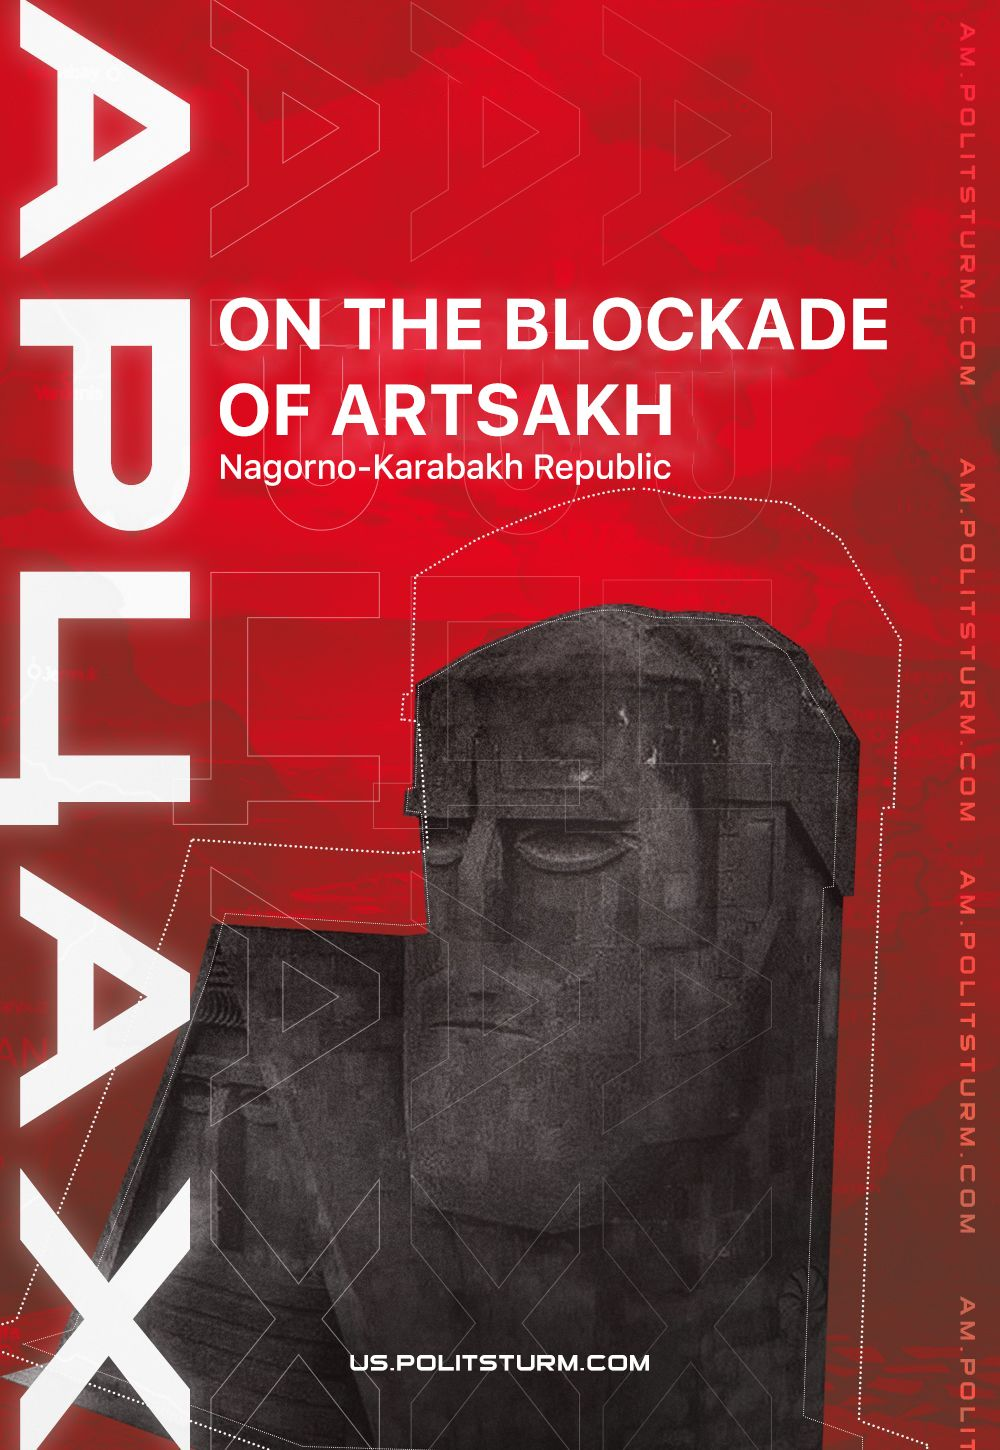 АРЦАХ
ON THE BLOCKADE
OF ARTSAKH
Nagorno-Karabakh Republic
US.POLITSTURM.COM
AM.POLITSTURM.COM
AM.POLITSTURM.COM
AM.POLITSTURM.COM
AM.POLIT